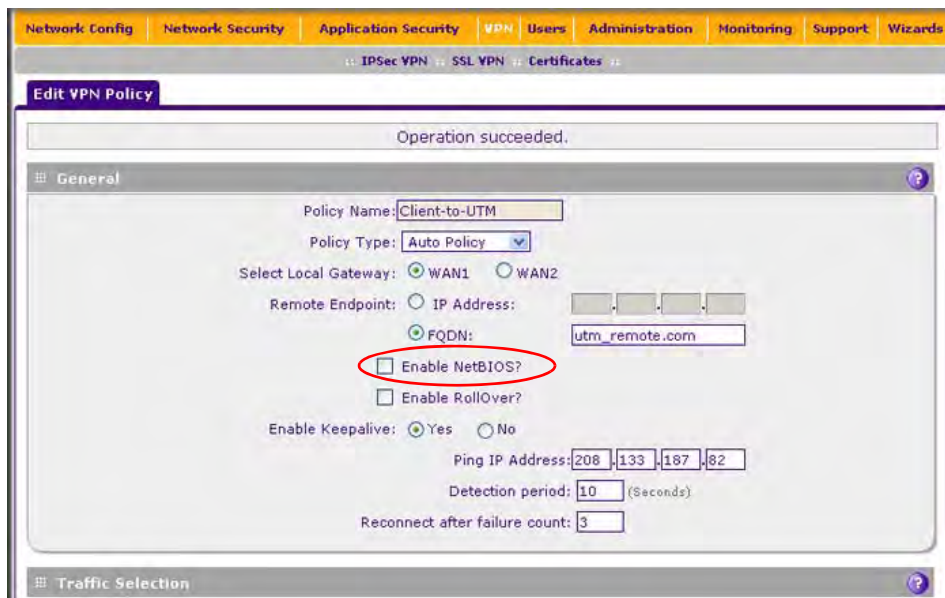 Network Config Network Security Application Security VPN Users Administration Monitoring Support Wizards
:: IPSec VPN :: SSL VPN :: Certificates ::
Edit VPN Policy
Operation succeeded.
General ?
Policy Name: Client-to-UTM
Policy Type: Auto Policy
Select Local Gateway: WAN1 WAN2
Remote Endpoint: IP Address: . . .
FQDN: utm_remote.com
Enable NetBIOS?
Enable RollOver?
Enable Keepalive: Yes No
Ping IP Address: 208 .133 .187 .82
Detection period: 10 (Seconds)
Reconnect after failure count: 3
Traffic Selection ?